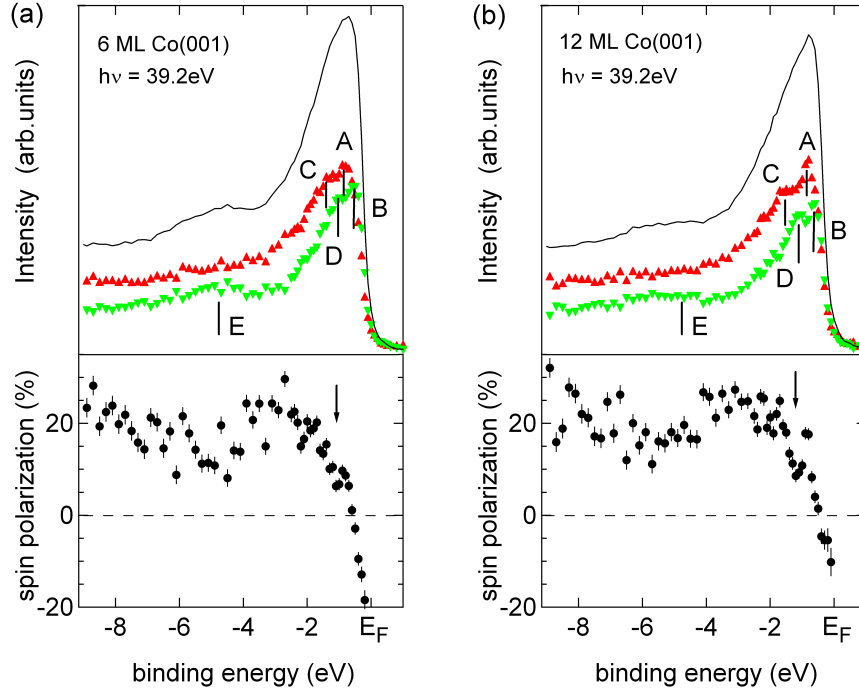 (a)
6 ML Co(001)
hν = 39.2eV
Intensity (arb.units)
A
C
B
D
E
spin polarization (%)
20
0
-20
-8
-6
-4
-2
E_F
binding energy (eV)
(b)
12 ML Co(001)
hν = 39.2eV
Intensity (arb.units)
A
C
B
D
E
spin polarization (%)
20
0
-20
-8
-6
-4
-2
E_F
binding energy (eV)